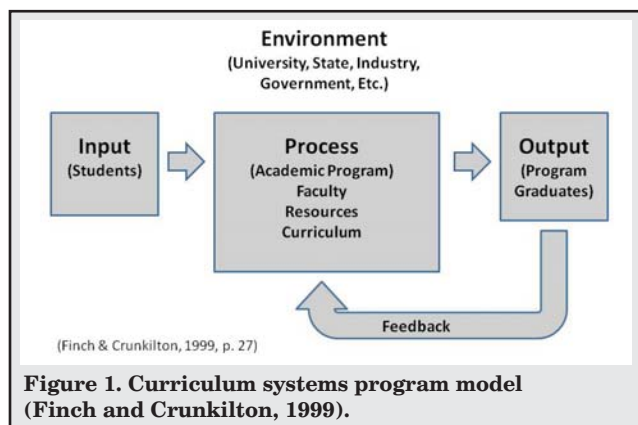 Environment
(University, State, Industry,
Government, Etc.)
Input
(Students)
Process
(Academic Program)
Faculty
Resources
Curriculum
Output
(Program
Graduates)
Feedback
(Finch & Crunkilton, 1999, p. 27)
Figure 1. Curriculum systems program model
(Finch and Crunkilton, 1999).